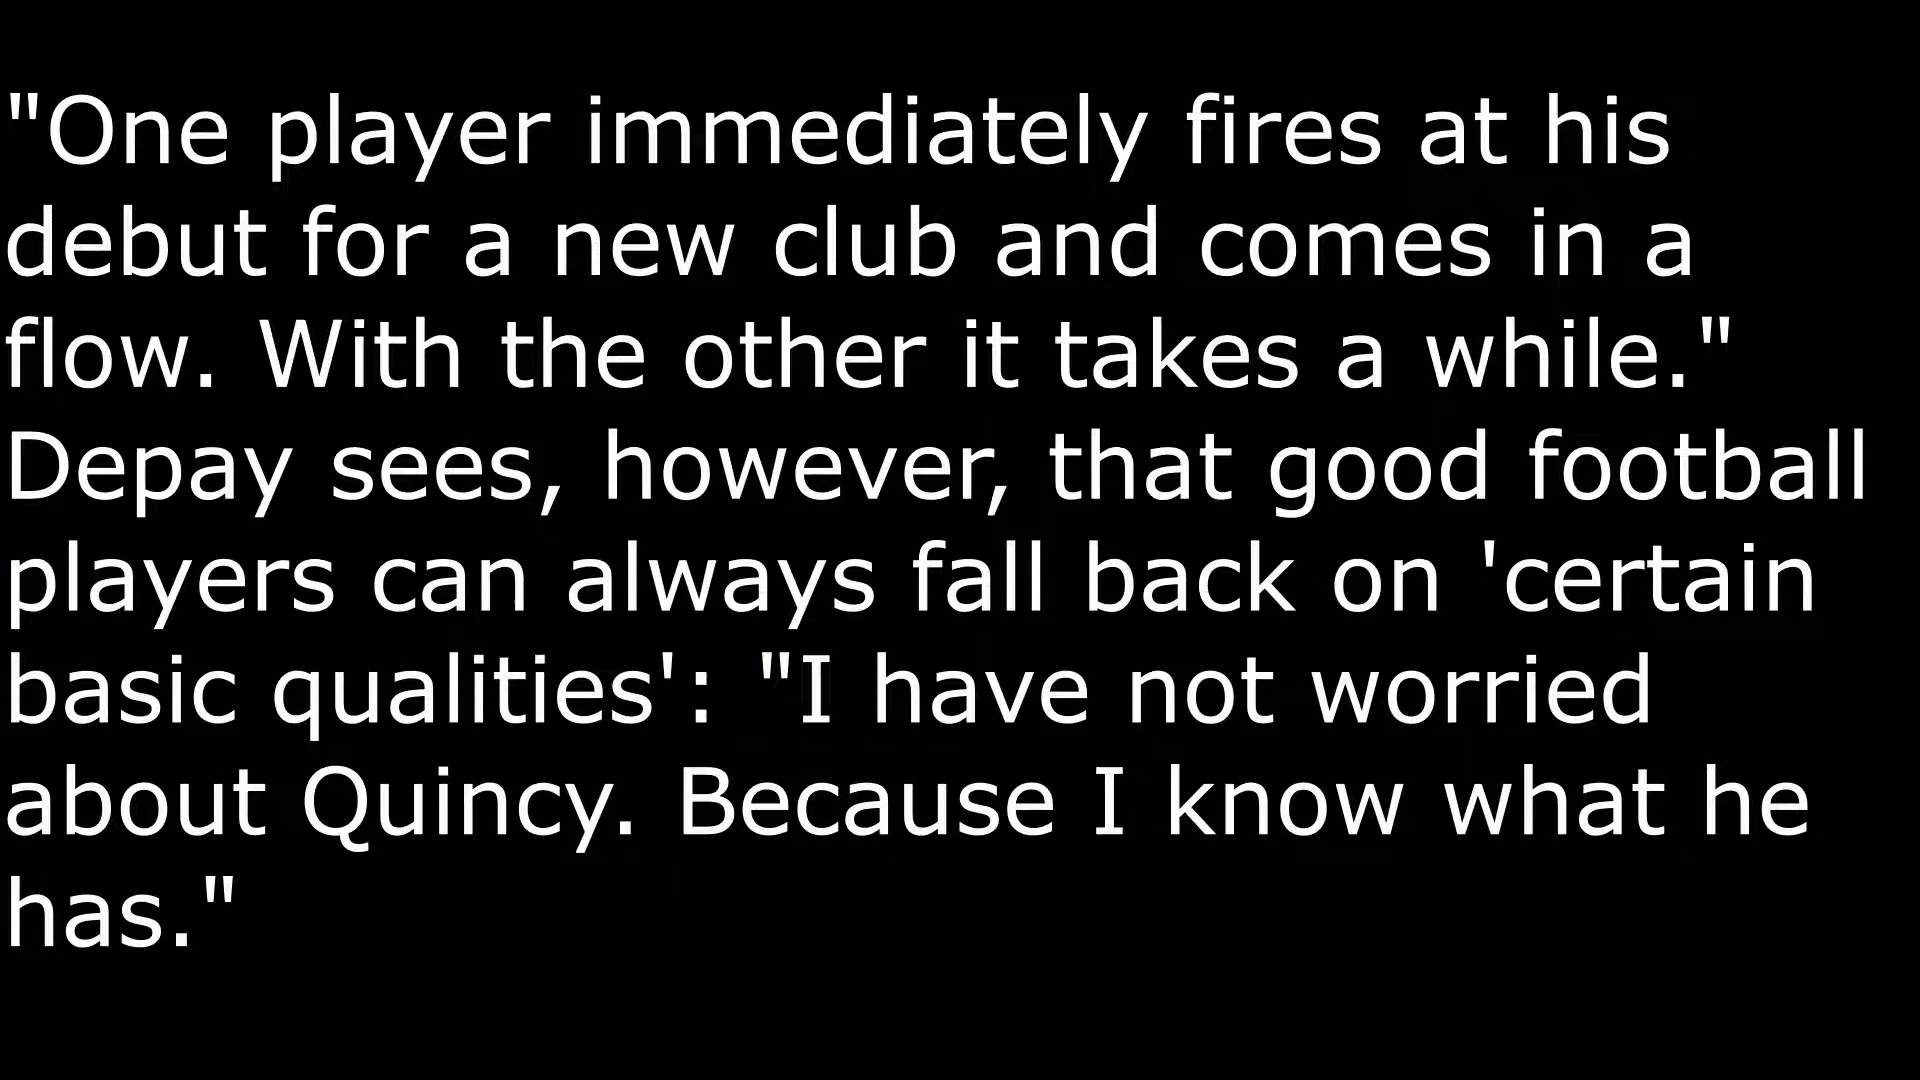 "One player immediately fires at his
debut for a new club and comes in a
flow. With the other it takes a while."
Depay sees, however, that good football
players can always fall back on 'certain
basic qualities': "I have not worried
about Quincy. Because I know what he
has."